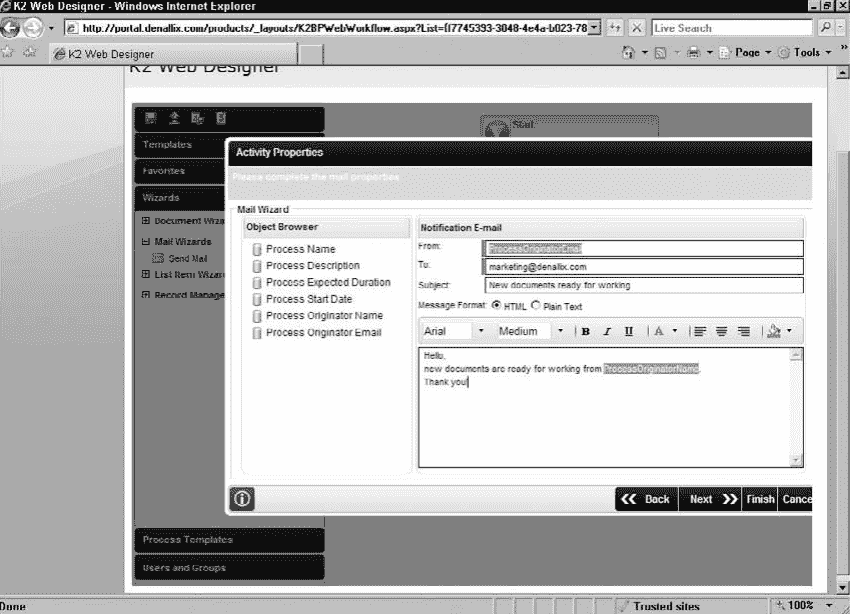 K2 Web Designer - Windows Internet Explorer
http://portal.denallix.com/products/_layouts/K2BPWebWorkflow.aspx?List={f7745393-3048-4e4a-b023-78
Live Search
K2 Web Designer
Page
Tools
K2 Web Designer
Start
Templates
Favorites
Wizards
Document Wiza
Mail Wizards
Send Mail
List Item Wizar
Record Manage
Process Templates
Users and Groups
Activity Properties
Please complete the mail properties
Mail Wizard
Object Browser
Process Name
Process Description
Process Expected Duration
Process Start Date
Process Originator Name
Process Originator Email
Notification E-mail
From: ProcessOriginatorEmail
To: marketing@denallix.com
Subject: New documents ready for working
Message Format: HTML Plain Text
Arial Medium B I U A
Hello,
new documents are ready for working from ProcessOriginatorName.
Thank you!
Back Next Finish Cance
Done Trusted sites 100%